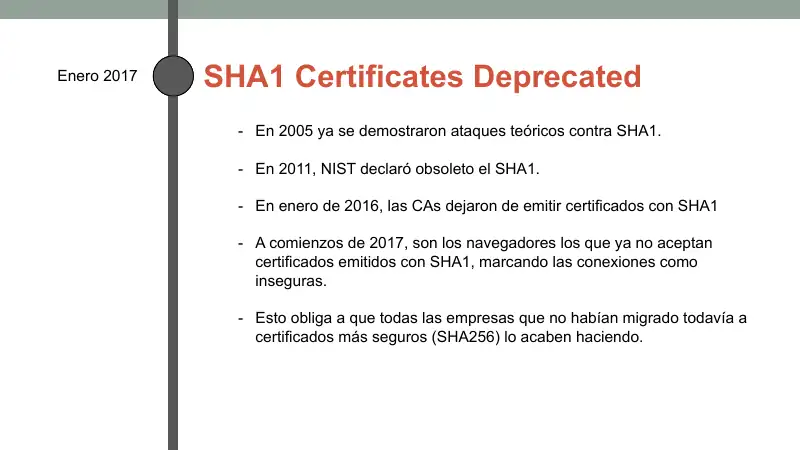 Enero 2017
SHA1 Certificates Deprecated
- En 2005 ya se demostraron ataques teóricos contra SHA1.
- En 2011, NIST declaró obsoleto el SHA1.
- En enero de 2016, las CAs dejaron de emitir certificados con SHA1
- A comienzos de 2017, son los navegadores los que ya no aceptan
certificados emitidos con SHA1, marcando las conexiones como
inseguras.
- Esto obliga a que todas las empresas que no habían migrado todavía a
certificados más seguros (SHA256) lo acaben haciendo.